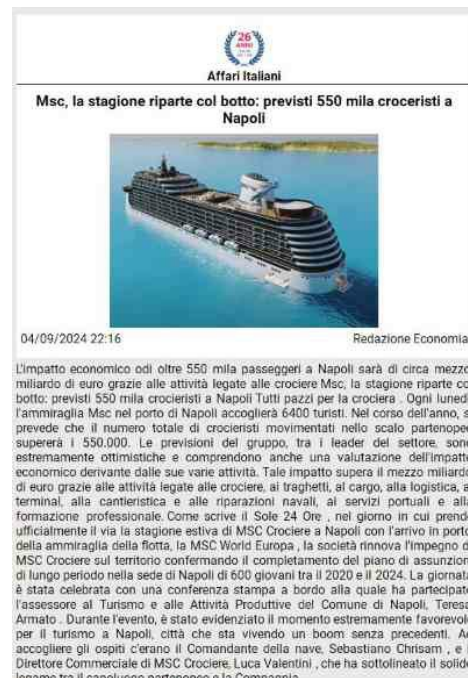 26
ANNI
Affari Italiani
Msc, la stagione riparte col botto: previsti 550 mila croceristi a
Napoli
04/09/2024 22:16 Redazione Economia
L'impatto economico odi oltre 550 mila passeggeri a Napoli sarà di circa mezzo
miliardo di euro grazie alle attività legate alle crociere Msc, la stagione riparte co
botto: previsti 550 mila crocieristi a Napoli Tutti pazzi per la crociera . Ogni lunedì
l'ammiraglia Msc nel porto di Napoli accoglierà 6400 turisti. Nel corso dell'anno, s
prevede che il numero totale di crocieristi movimentati nello scalo partenopeo
supererà i 550.000. Le previsioni del gruppo, tra i leader del settore, sono
estremamente ottimistiche e comprendono anche una valutazione dell'impatto
economico derivante dalle sue varie attività. Tale impatto supera il mezzo miliardo
di euro grazie alle attività legate alle crociere, ai traghetti, al cargo, alla logistica, a
terminal, alla cantieristica e alle riparazioni navali, ai servizi portuali e alla
formazione professionale. Come scrive il Sole 24 Ore , nel giorno in cui prende
ufficialmente il via la stagione estiva di MSC Crociere a Napoli con l'arrivo in porto
della ammiraglia della flotta, la MSC World Europa , la società rinnova l'impegno d
MSC Crociere sul territorio confermando il completamento del piano di assunzion
di lungo periodo nella sede di Napoli di 600 giovani tra il 2020 e il 2024. La giornata
è stata celebrata con una conferenza stampa a bordo alla quale ha partecipato
l'assessore al Turismo e alle Attività Produttive del Comune di Napoli, Teresa
Armato . Durante l'evento, è stato evidenziato il momento estremamente favorevole
per il turismo a Napoli, città che sta vivendo un boom senza precedenti. Ad
accogliere gli ospiti c'erano il Comandante della nave, Sebastiano Chrisam , e i
Direttore Commerciale di MSC Crociere, Luca Valentini , che ha sottolineato il solido
legame tra il capoluogo partenopeo e la Compagnia.